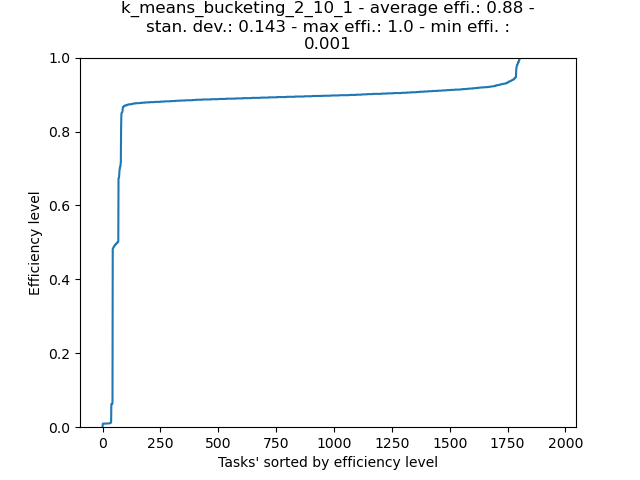 k_means_bucketing_2_10_1 - average effi.: 0.88 -
stan. dev.: 0.143 - max effi.: 1.0 - min effi. :
0.001
1.0
0.8
0.6
0.4
0.2
0.0
Efficiency level
0 250 500 750 1000 1250 1500 1750 2000
Tasks' sorted by efficiency level